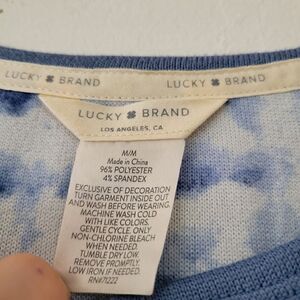 LUCKY BRAND
LUCKY BRAND
LUCKY BRAND
LOS ANGELES, CA
M/M
Made in China
96% POLYESTER
4% SPANDEX
EXCLUSIVE OF DECORATION
TURN GARMENT INSIDE OUT
AND WASH BEFORE WEARING.
MACHINE WASH COLD
WITH LIKE COLORS.
GENTLE CYCLE. ONLY
NON-CHLORINE BLEACH
WHEN NEEDED.
TUMBLE DRY LOW.
REMOVE PROMPTLY.
LOW IRON IF NEEDED.
RN#71222